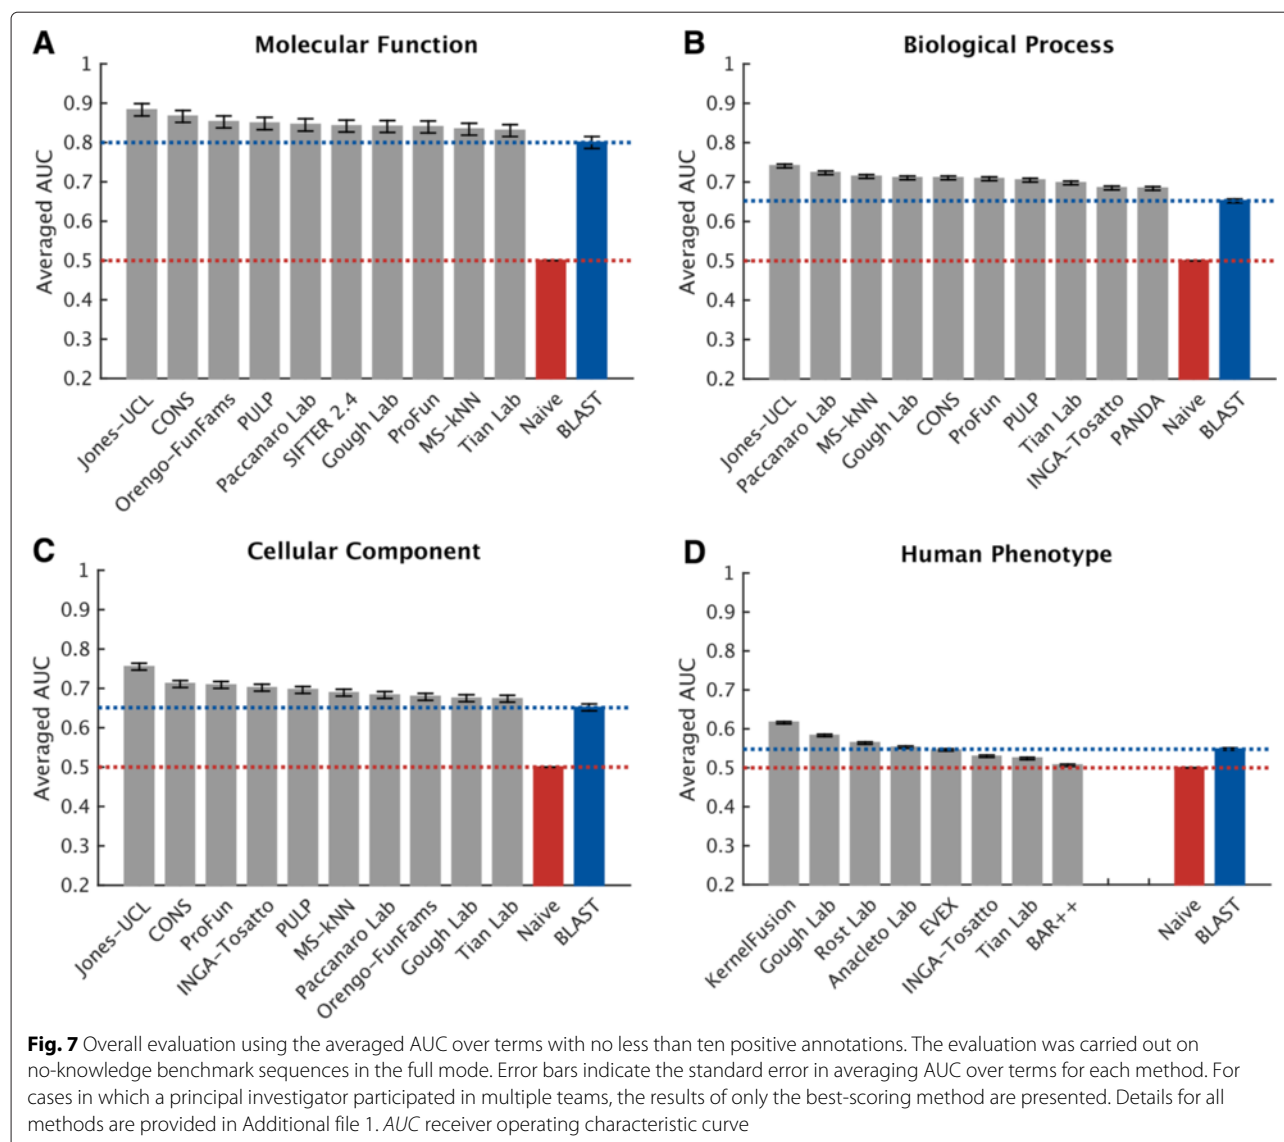 A
Molecular Function
Averaged AUC
1
0.9
0.8
0.7
0.6
0.5
0.4
0.3
0.2
Jones-UCL
CONS
Orengo-FunFams
PULP
Paccanaro Lab
SIFTER 2.4
Gough Lab
ProFun
MS-kNN
Tian Lab
Naive
BLAST
B
Biological Process
Averaged AUC
1
0.9
0.8
0.7
0.6
0.5
0.4
0.3
0.2
Jones-UCL
Paccanaro Lab
MS-kNN
Gough Lab
CONS
ProFun
PULP
Tian Lab
INGA-Tosatto
PANDA
Naive
BLAST
C
Cellular Component
Averaged AUC
1
0.9
0.8
0.7
0.6
0.5
0.4
0.3
0.2
Jones-UCL
CONS
ProFun
INGA-Tosatto
PULP
MS-kNN
Paccanaro Lab
Orengo-FunFams
Gough Lab
Tian Lab
Naive
BLAST
D
Human Phenotype
Averaged AUC
1
0.9
0.8
0.7
0.6
0.5
0.4
0.3
0.2
KernelFusion
Gough Lab
Rost Lab
Anacleto Lab
EVEX
INGA-Tosatto
Tian Lab
BAR++
Naive
BLAST
Fig. 7 Overall evaluation using the averaged AUC over terms with no less than ten positive annotations. The evaluation was carried out on
no-knowledge benchmark sequences in the full mode. Error bars indicate the standard error in averaging AUC over terms for each method. For
cases in which a principal investigator participated in multiple teams, the results of only the best-scoring method are presented. Details for all
methods are provided in Additional file 1. AUC receiver operating characteristic curve